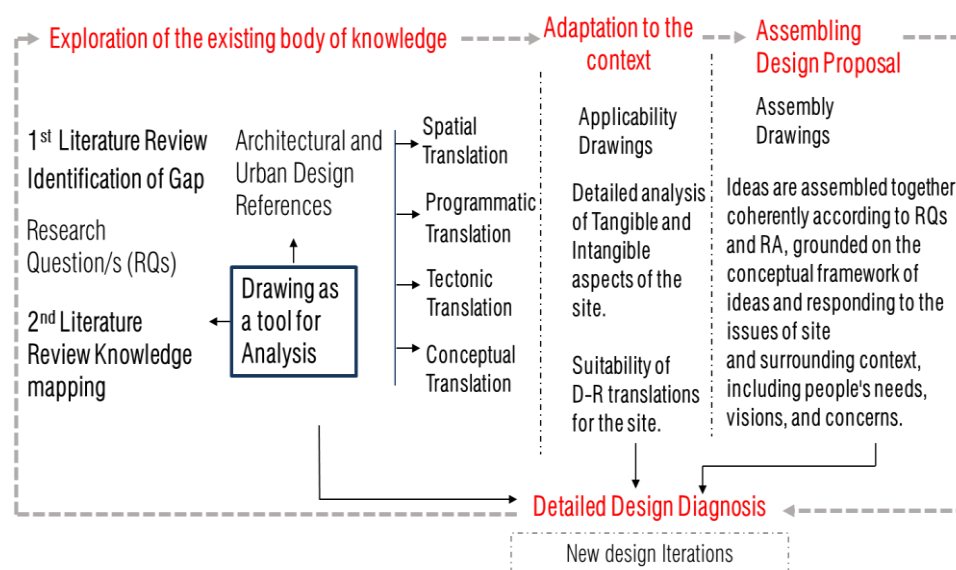 Exploration of the existing body of knowledge
1st Literature Review
Identification of Gap
Research
Question/s (RQs)
2nd Literature
Review Knowledge
mapping
Architectural and
Urban Design
References
Drawing as
a tool for
Analysis
Spatial
Translation
Programmatic
Translation
Tectonic
Translation
Conceptual
Translation
Adaptation to the
context
Applicability
Drawings
Detailed analysis
of Tangible and
Intangible
aspects of the
site.
Suitability of
D-R translations
for the site.
Assembling
Design Proposal
Assembly
Drawings
Ideas are assembled together
coherently according to RQs
and RA, grounded on the
conceptual framework of
ideas and responding to the
issues of site
and surrounding context,
including people's needs,
visions, and concerns.
Detailed Design Diagnosis
New design Iterations